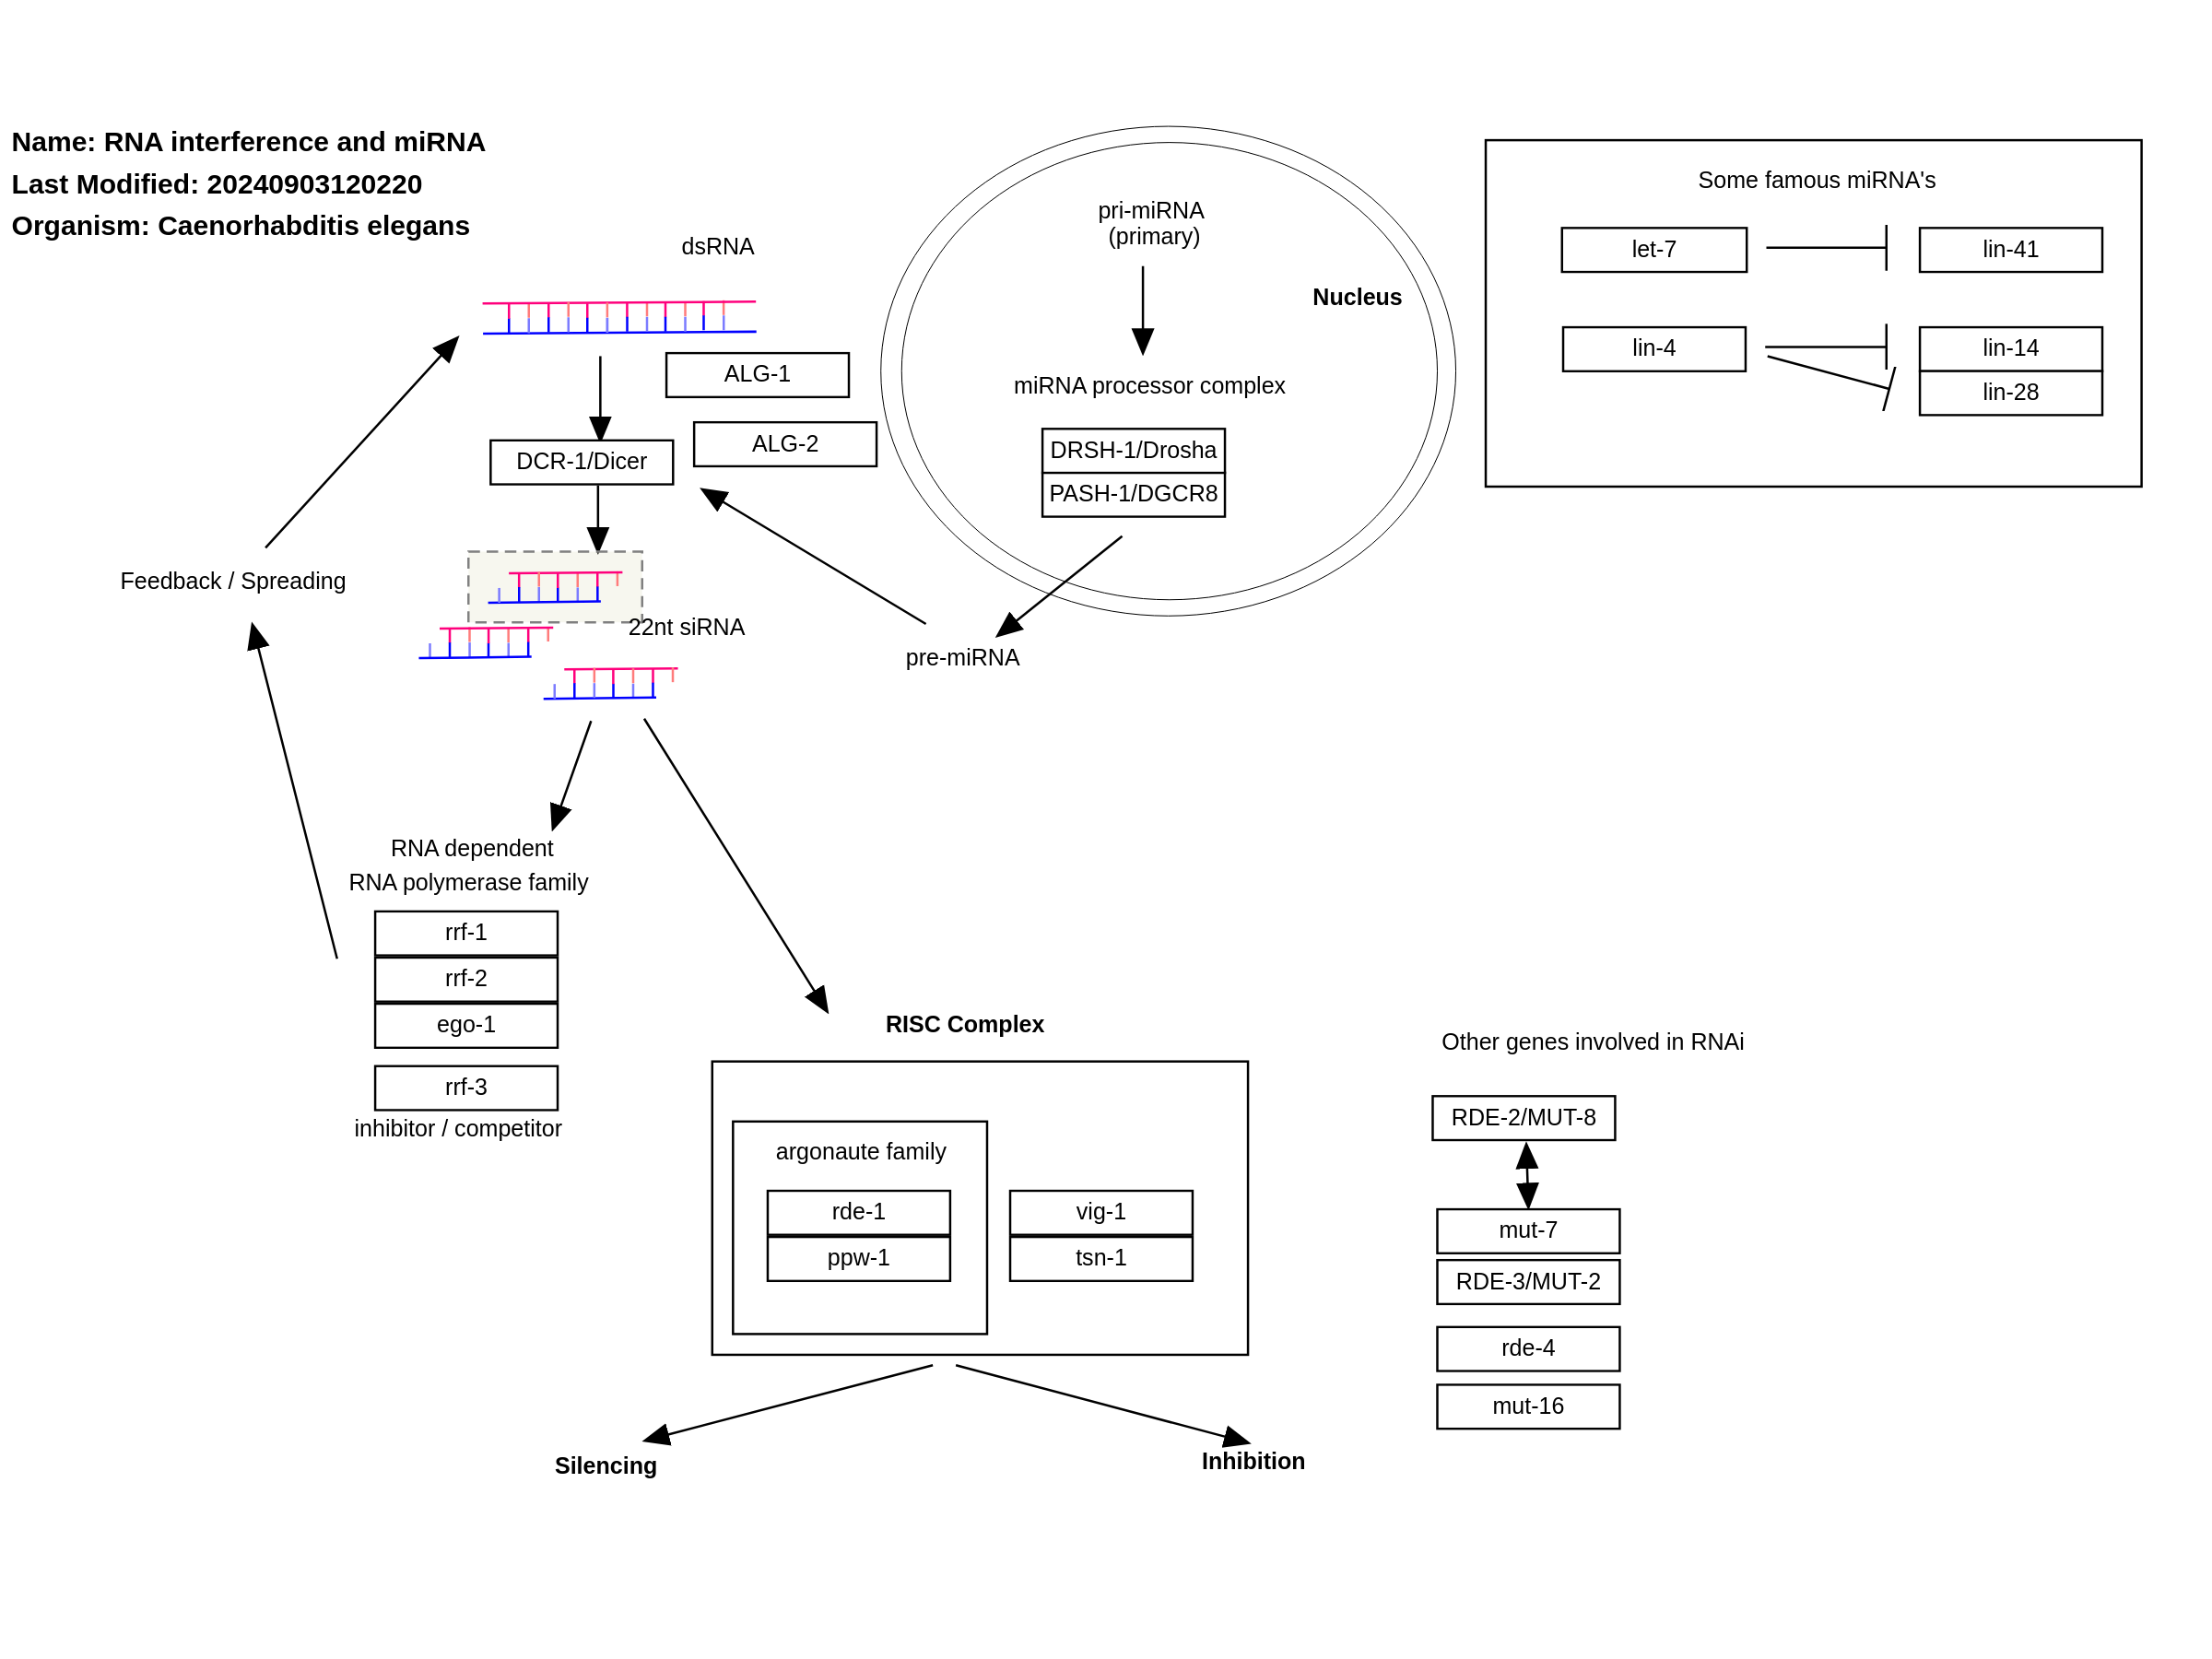 Name: RNA interference and miRNA
Last Modified: 20240903120220
Organism: Caenorhabditis elegans
dsRNA
ALG-1
ALG-2
DCR-1/Dicer
22nt siRNA
Feedback / Spreading
pri-miRNA
(primary)
Nucleus
miRNA processor complex
DRSH-1/Drosha
PASH-1/DGCR8
pre-miRNA
Some famous miRNA's
let-7
lin-41
lin-4
lin-14
lin-28
RNA dependent
RNA polymerase family
rrf-1
rrf-2
ego-1
rrf-3
inhibitor / competitor
RISC Complex
argonaute family
rde-1
ppw-1
vig-1
tsn-1
Silencing
Inhibition
Other genes involved in RNAi
RDE-2/MUT-8
mut-7
RDE-3/MUT-2
rde-4
mut-16